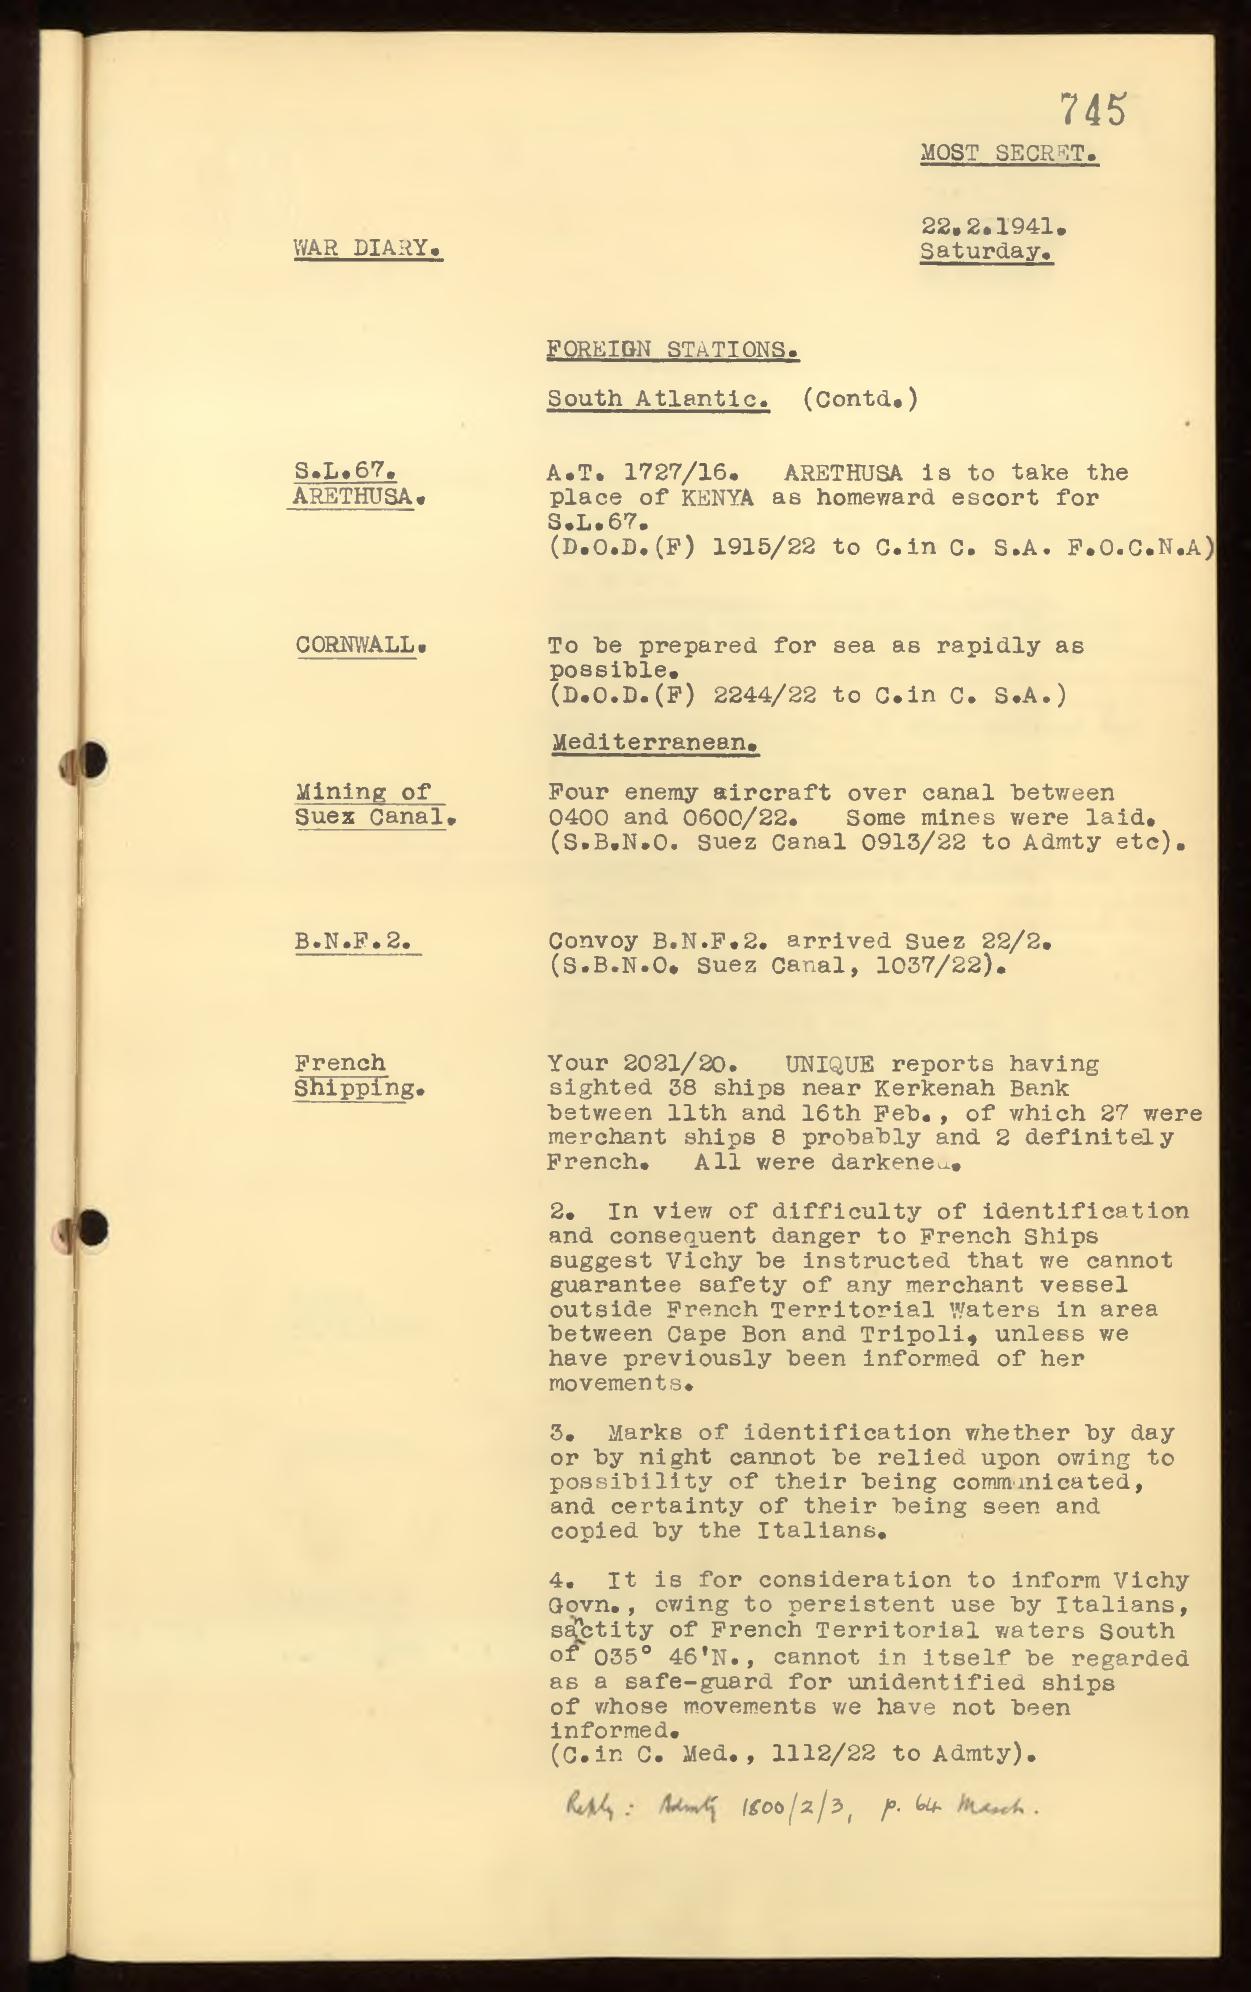 745
MOST SECRET.
22.2.1941.
Saturday.
WAR DIARY.
FOREIGN STATIONS.
South Atlantic. (Contd.)
S.L.67.
ARETHUSA.
A.T. 1727/16. ARETHUSA is to take the
place of KENYA as homeward escort for
S.L.67.
(D.O.D.(F) 1915/22 to C.in C. S.A. F.O.C.N.A)
CORNWALL.
To be prepared for sea as rapidly as
possible.
(D.O.D.(F) 2244/22 to C.in C. S.A.)
Mediterranean.
Mining of
Suez Canal.
Four enemy aircraft over canal between
0400 and 0600/22. Some mines were laid.
(S.B.N.O. Suez Canal 0913/22 to Admty etc).
B.N.F.2.
Convoy B.N.F.2. arrived Suez 22/2.
(S.B.N.O. Suez Canal, 1037/22).
French
Shipping.
Your 2021/20. UNIQUE reports having
sighted 38 ships near Kerkenah Bank
between 11th and 16th Feb., of which 27 were
merchant ships 8 probably and 2 definitely
French. All were darkened.
2. In view of difficulty of identification
and consequent danger to French Ships
suggest Vichy be instructed that we cannot
guarantee safety of any merchant vessel
outside French Territorial Waters in area
between Cape Bon and Tripoli, unless we
have previously been informed of her
movements.
3. Marks of identification whether by day
or by night cannot be relied upon owing to
possibility of their being communicated,
and certainty of their being seen and
copied by the Italians.
4. It is for consideration to inform Vichy
Govn., owing to persistent use by Italians,
sanctity of French Territorial waters South
of 035° 46'N., cannot in itself be regarded
as a safe-guard for unidentified ships
of whose movements we have not been
informed.
(C.in C. Med., 1112/22 to Admty).
Reply: Admty 1800/2/3, p. 64 March.